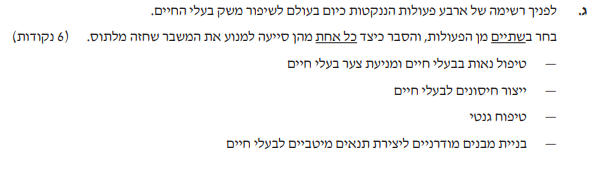 ג. לפניך רשימה של ארבע פעולות הננקטות כיום בעולם לשיפור משק בעלי החיים.
בחר בשתיים מן הפעולות, והסבר כיצד כל אחת מהן סייעה למנוע את המשבר שחזה מלתוס. (6 נקודות)
— טיפול נאות בבעלי חיים ומניעת צער בעלי חיים
— ייצור חיסונים לבעלי חיים
— טיפוח גנטי
— בניית מבנים מודרניים ליצירת תנאים מיטביים לבעלי חיים